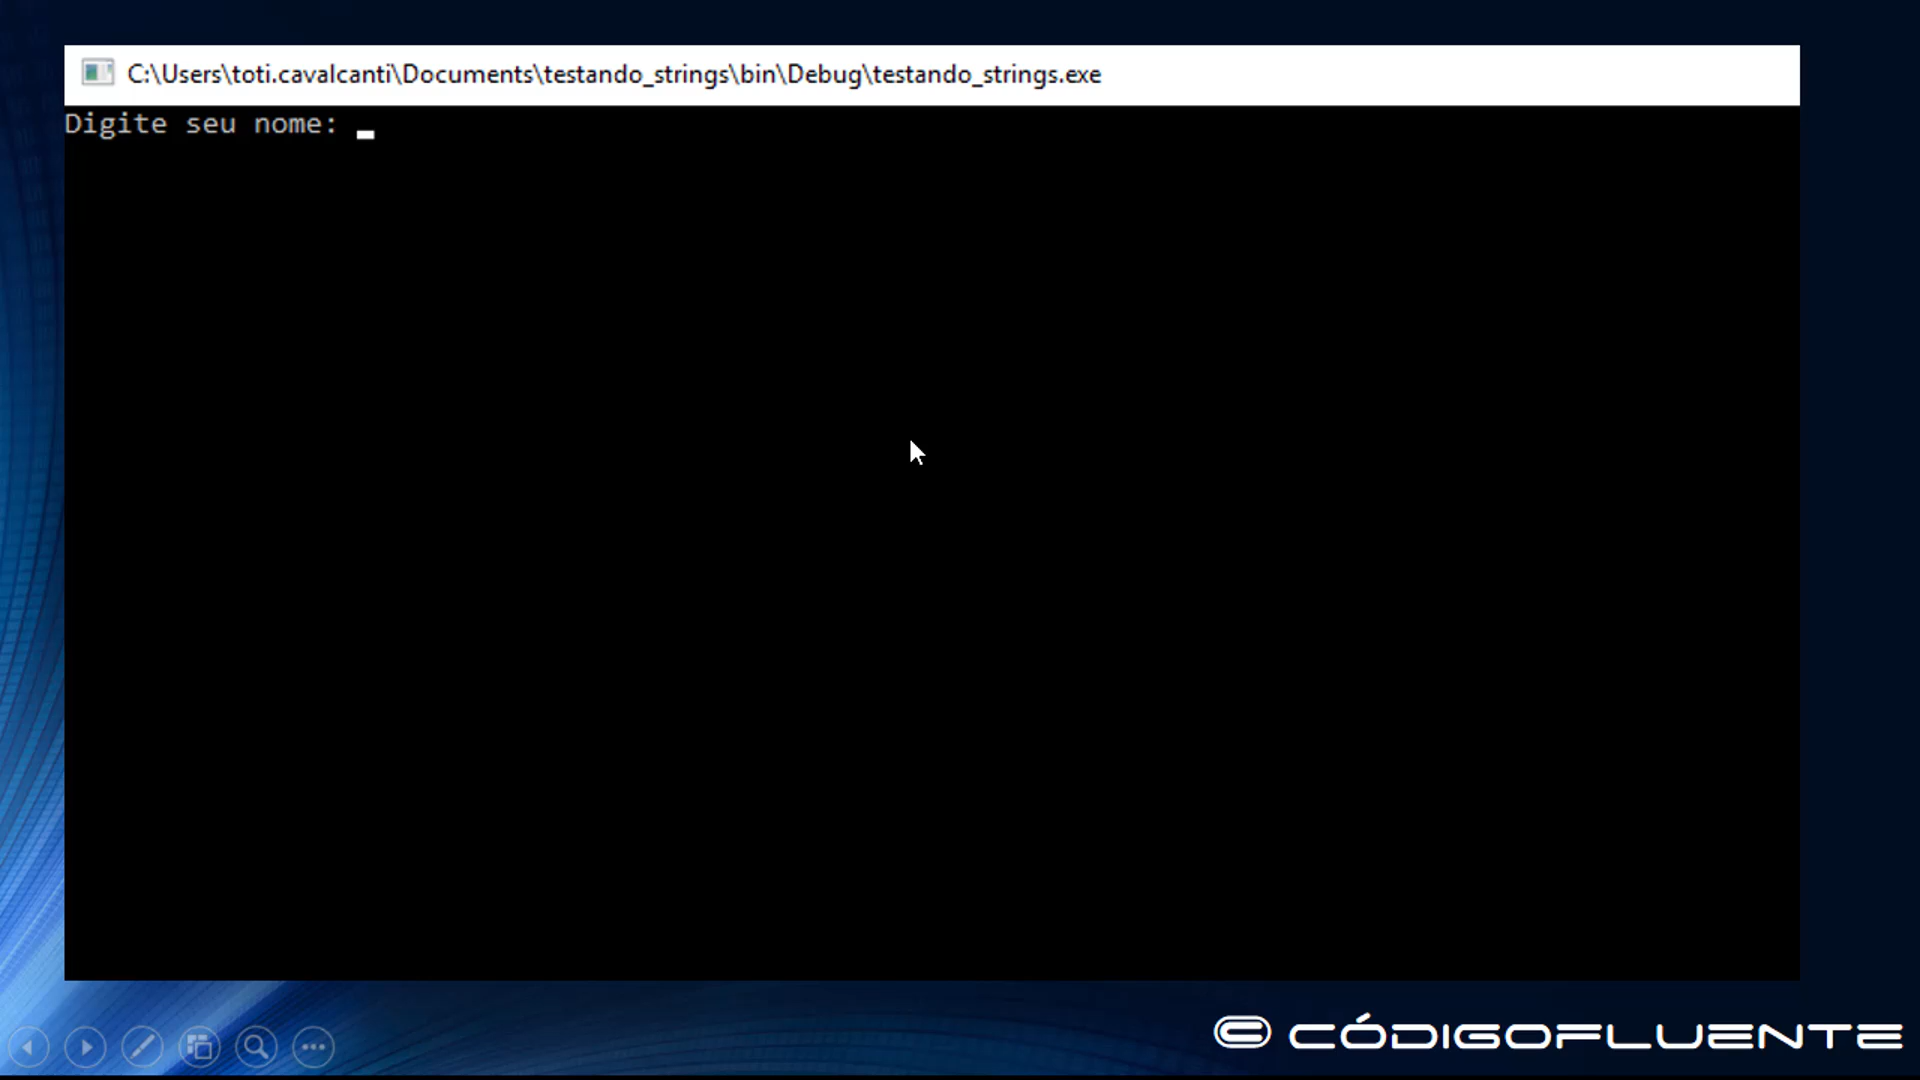 C:\Users\toti.cavalcanti\Documents\testando_strings\bin\Debug\testando_strings.exe
Digite seu nome:
CÓDIGOFLUENTE